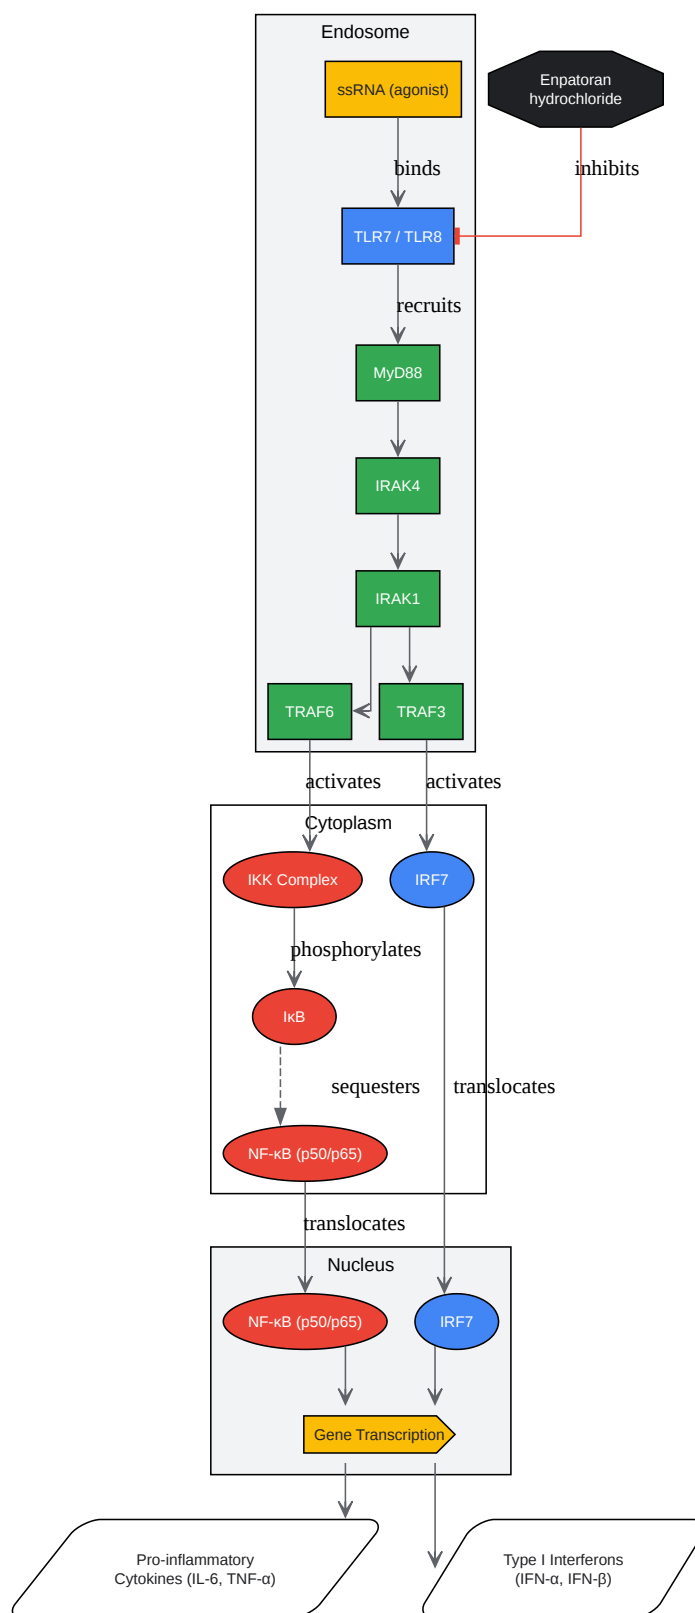 Endosome
ssRNA (agonist)
Enpatoran
hydrochloride
binds
inhibits
TLR7 / TLR8
recruits
MyD88
IRAK4
IRAK1
TRAF6
TRAF3
activates
activates
Cytoplasm
IKK Complex
IRF7
phosphorylates
IκB
sequesters
translocates
NF-κB (p50/p65)
translocates
Nucleus
NF-κB (p50/p65)
IRF7
Gene Transcription
Pro-inflammatory
Cytokines (IL-6, TNF-α)
Type I Interferons
(IFN-α, IFN-β)